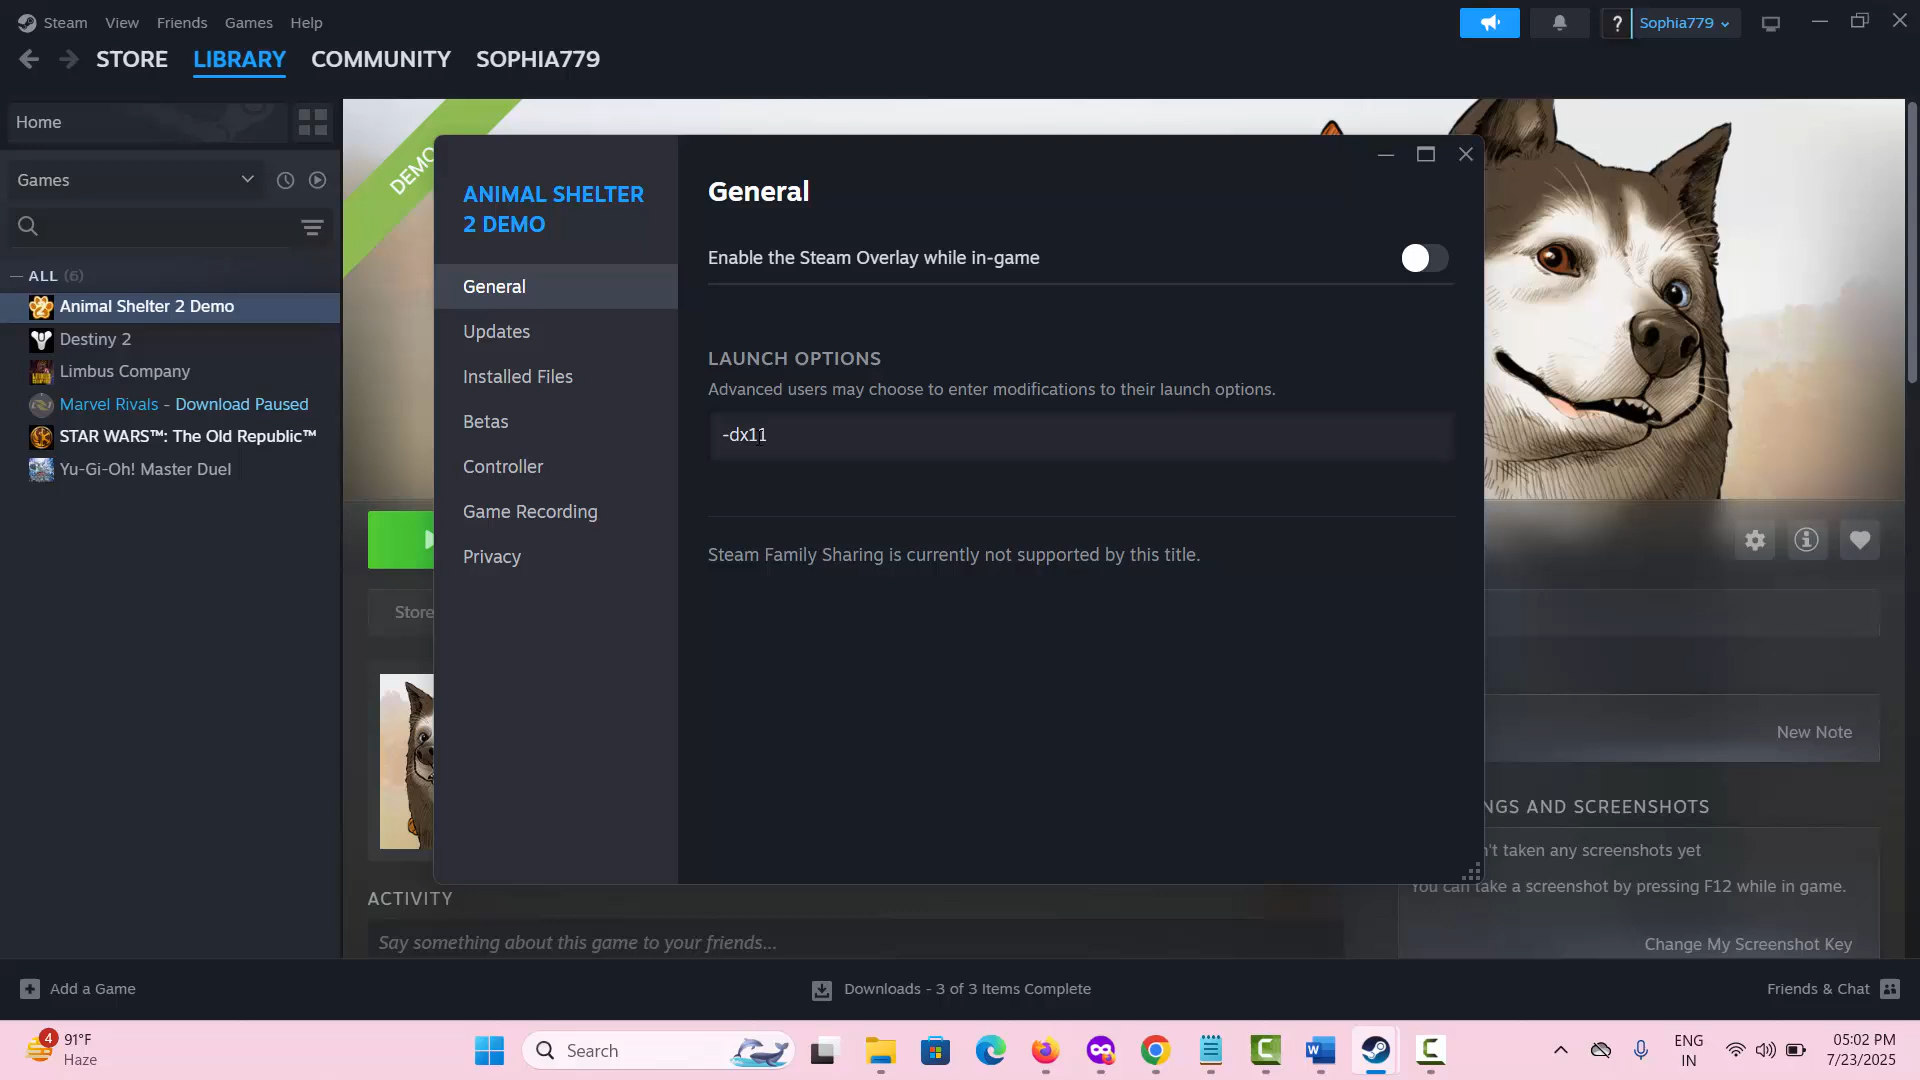 Steam View Friends Games Help
Sophia779
STORE LIBRARY COMMUNITY SOPHIA779
Home
Games
— ALL (6)
Animal Shelter 2 Demo
Destiny 2
Limbus Company
Marvel Rivals - Download Paused
STAR WARS™: The Old Republic™
Yu-Gi-Oh! Master Duel
DEMO
ANIMAL SHELTER
2 DEMO
General
Updates
Installed Files
Betas
Controller
Game Recording
Privacy
General
Enable the Steam Overlay while in-game
LAUNCH OPTIONS
Advanced users may choose to enter modifications to their launch options.
-dx11
Steam Family Sharing is currently not supported by this title.
Store
New Note
NGS AND SCREENSHOTS
n't taken any screenshots yet
You can take a screenshot by pressing F12 while in game.
Change My Screenshot Key
ACTIVITY
Say something about this game to your friends...
Add a Game
Downloads - 3 of 3 Items Complete
Friends & Chat
4
91°F
Haze
Search
ENG
IN
05:02 PM
7/23/2025